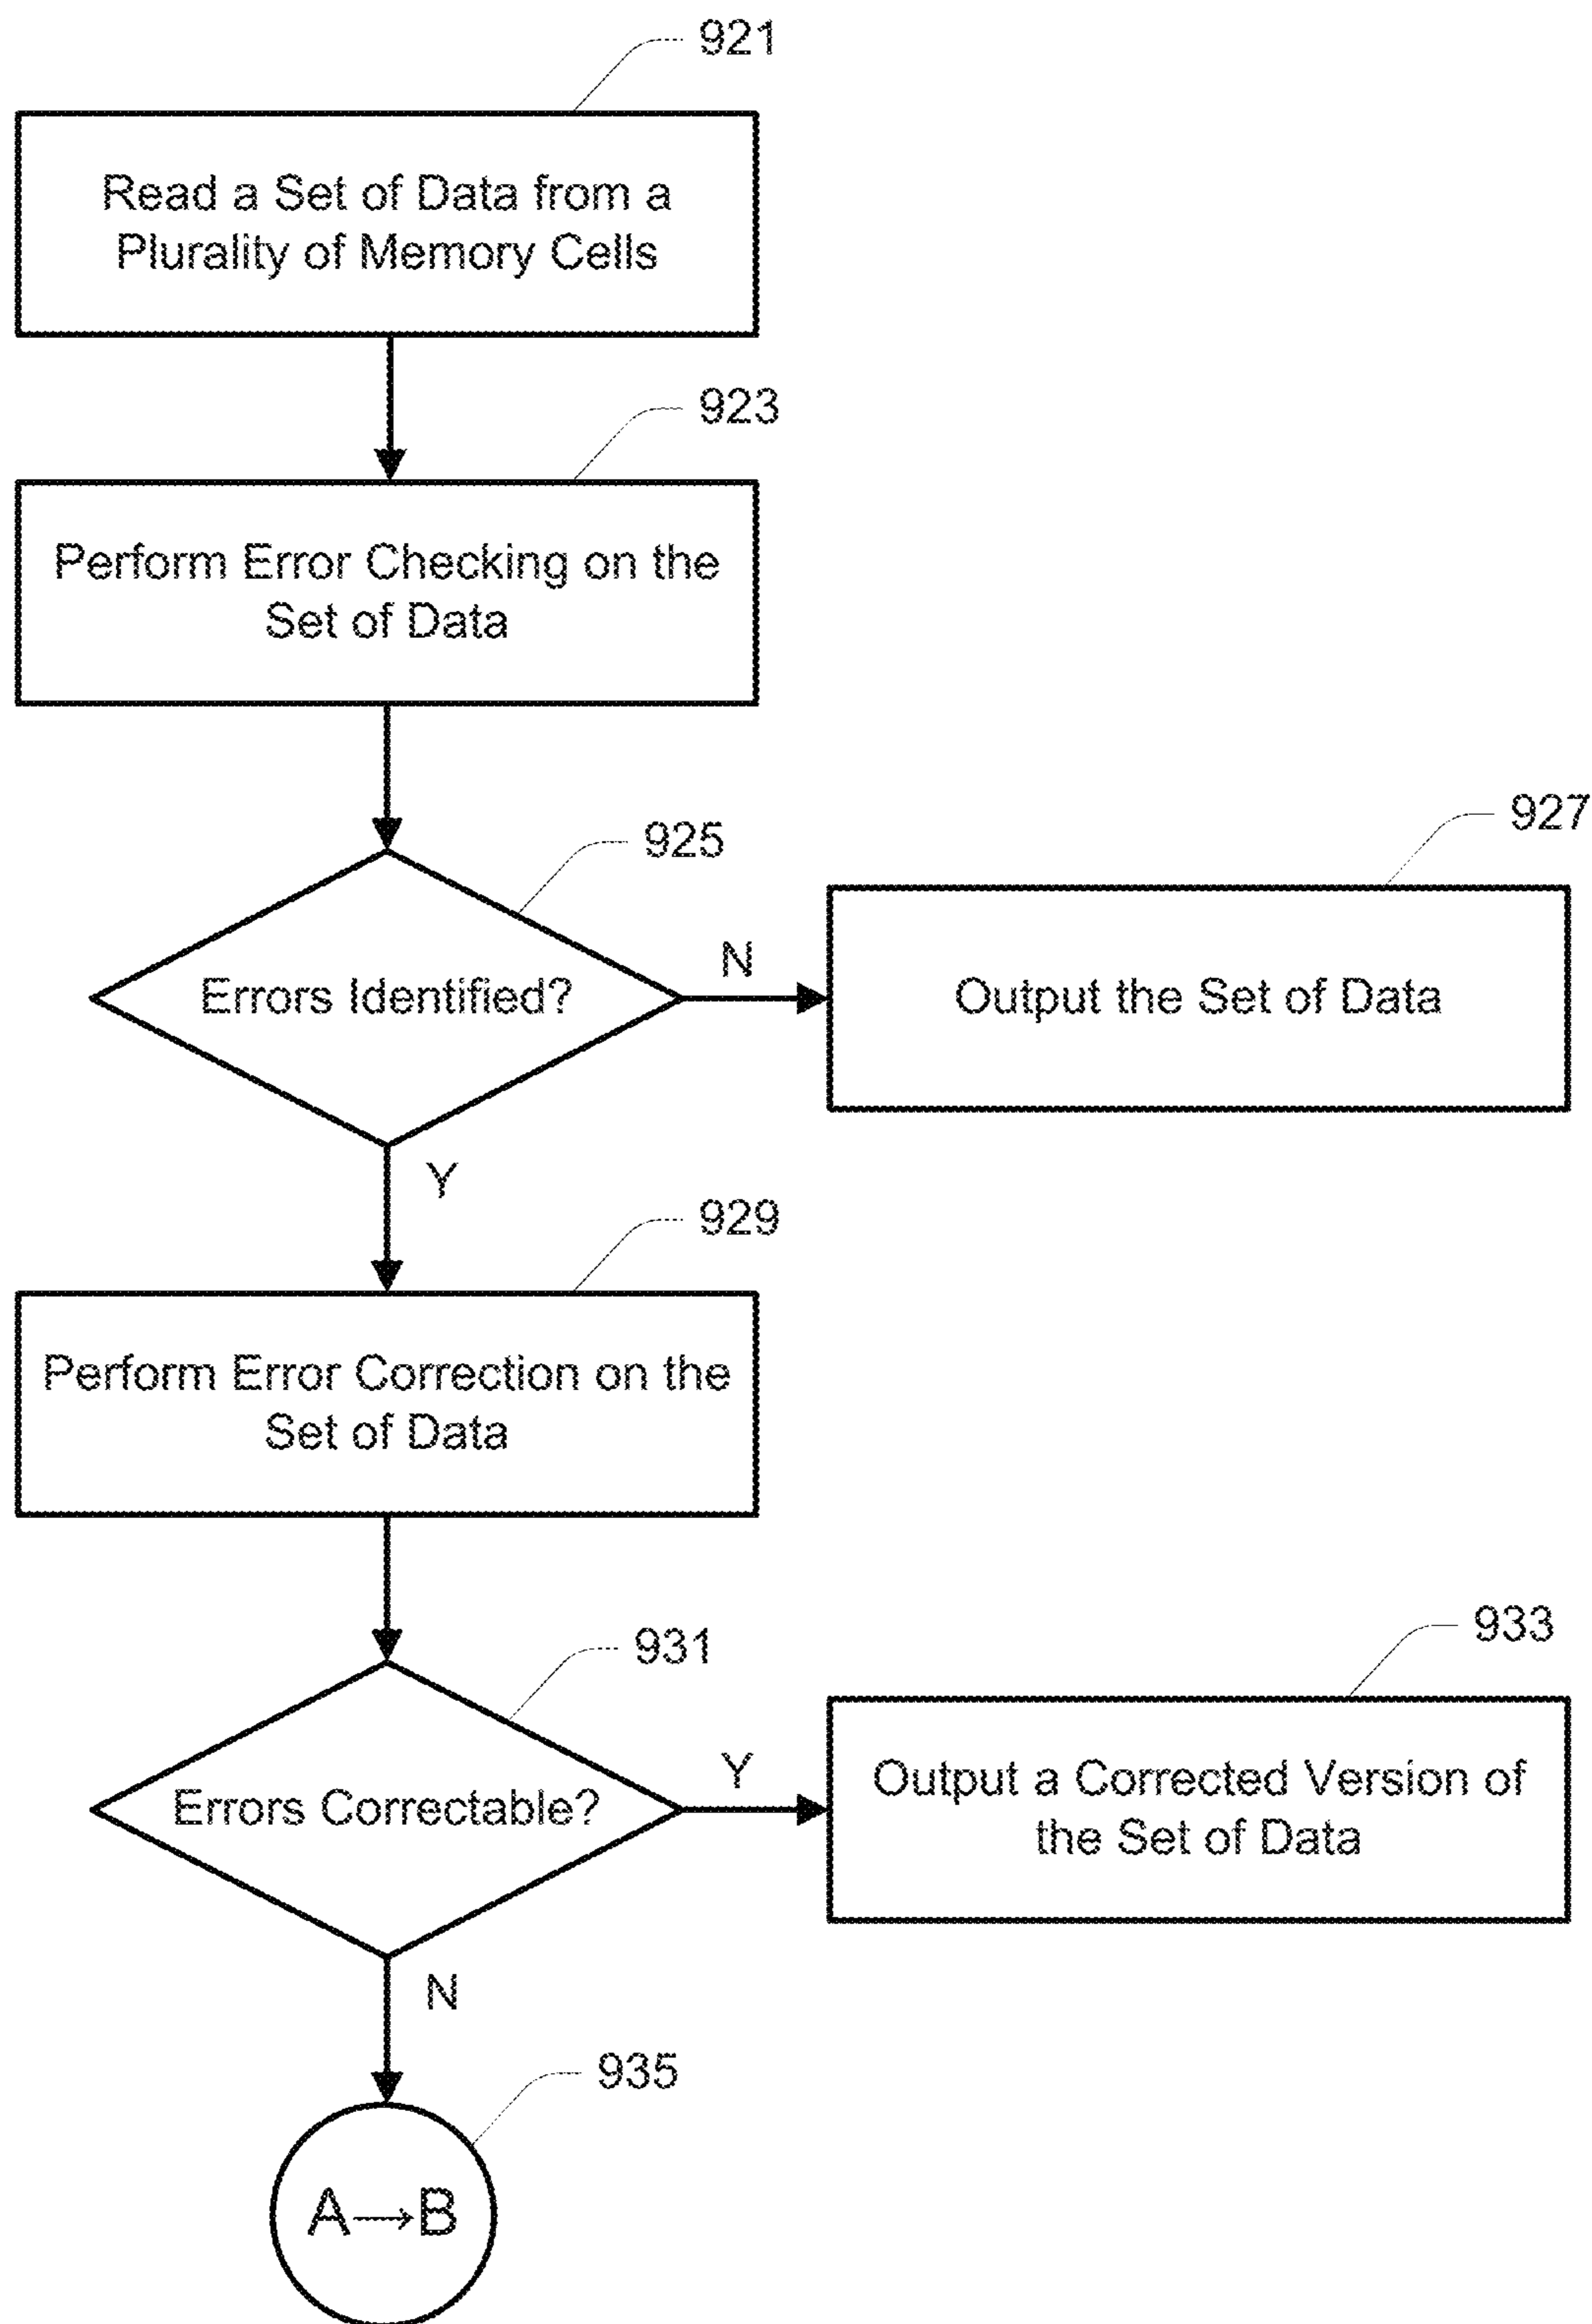 921
Read a Set of Data from a
Plurality of Memory Cells
923
Perform Error Checking on the
Set of Data
925
927
Errors Identified?
N
Output the Set of Data
Y
929
Perform Error Correction on the
Set of Data
931
933
Errors Correctable?
Y
Output a Corrected Version of
the Set of Data
N
935
A→B